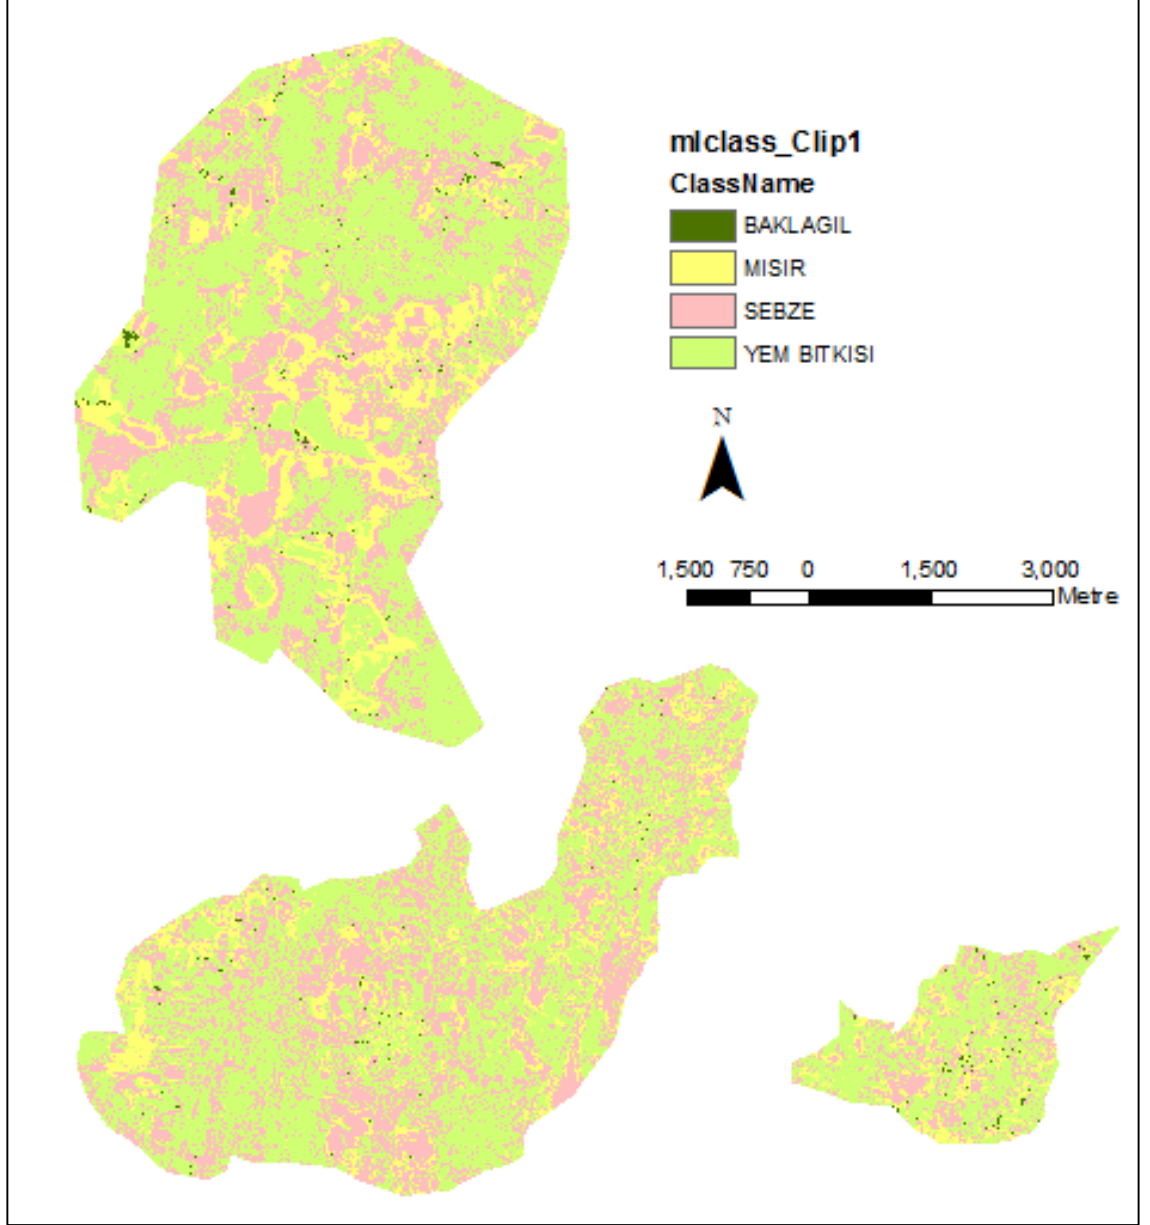 mlclass_Clip1
ClassName
BAKLAGIL
MISIR
SEBZE
YEM BITKISI
N
1,500 750 0 1,500 3,000
Metre